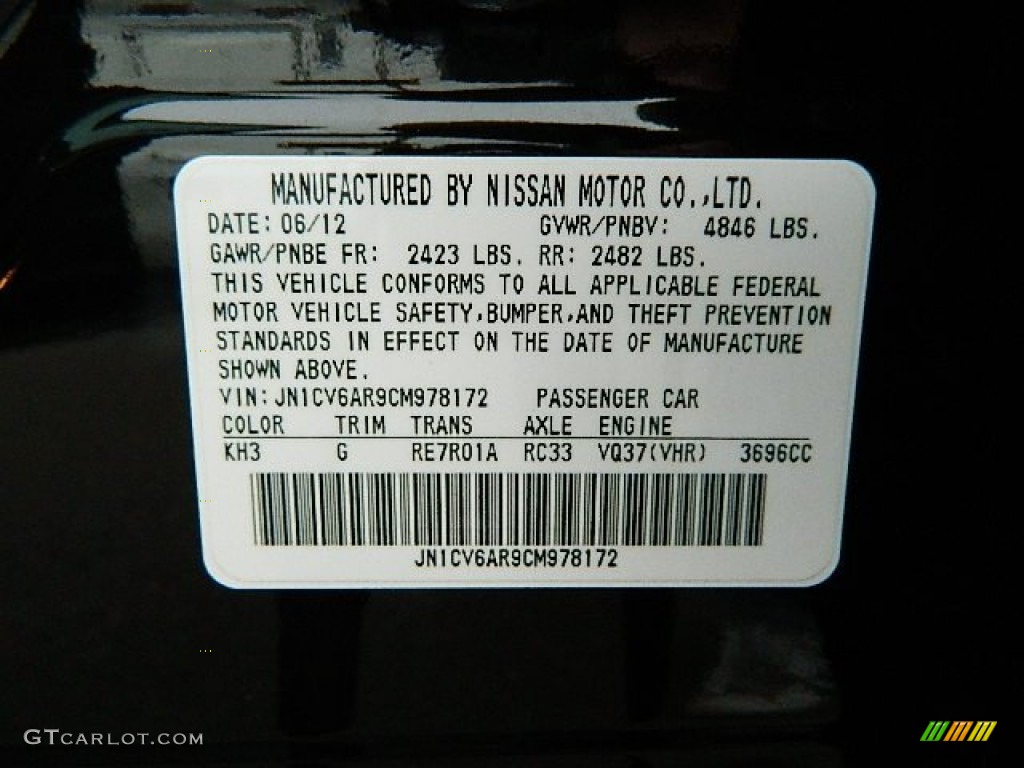 MANUFACTURED BY NISSAN MOTOR CO.,LTD.
DATE: 06/12 GVWR/PNBV: 4846 LBS.
GAWR/PNBE FR: 2423 LBS. RR: 2482 LBS.
THIS VEHICLE CONFORMS TO ALL APPLICABLE FEDERAL
MOTOR VEHICLE SAFETY,BUMPER,AND THEFT PREVENTION
STANDARDS IN EFFECT ON THE DATE OF MANUFACTURE
SHOWN ABOVE.
VIN:JN1CV6AR9CM978172 PASSENGER CAR
COLOR TRIM TRANS AXLE ENGINE
KH3 G RE7R01A RC33 VQ37(VHR) 3696CC
JN1CV6AR9CM978172
GTCARLOT.COM